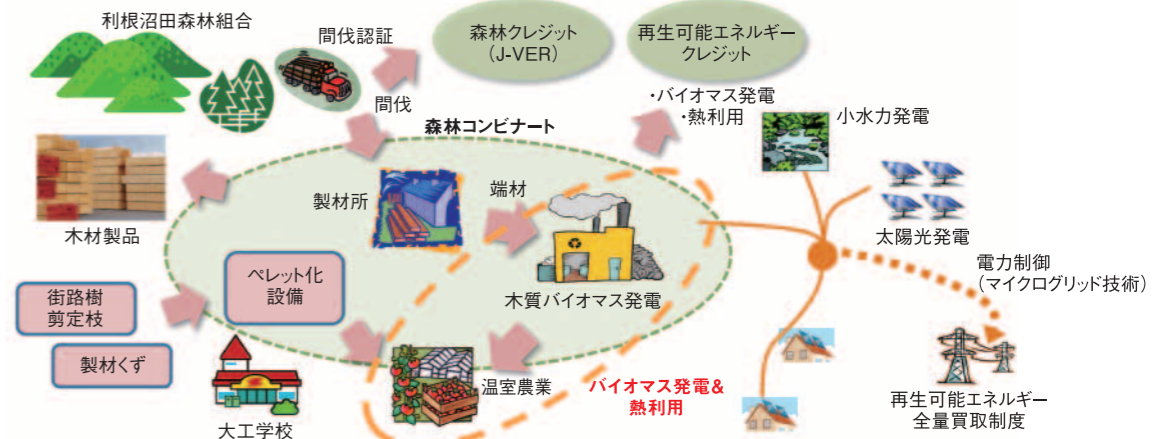 利根沼田森林組合
間伐認証
間伐
森林クレジット
（J-VER）
再生可能エネルギー
クレジット
・バイオマス発電
・熱利用
小水力発電
森林コンビナート
製材所
端材
木材製品
太陽光発電
電力制御
（マイクログリッド技術）
ペレット化
設備
木質バイオマス発電
街路樹
剪定枝
製材くず
大工学校
温室農業
バイオマス発電＆
熱利用
再生可能エネルギー
全量買取制度